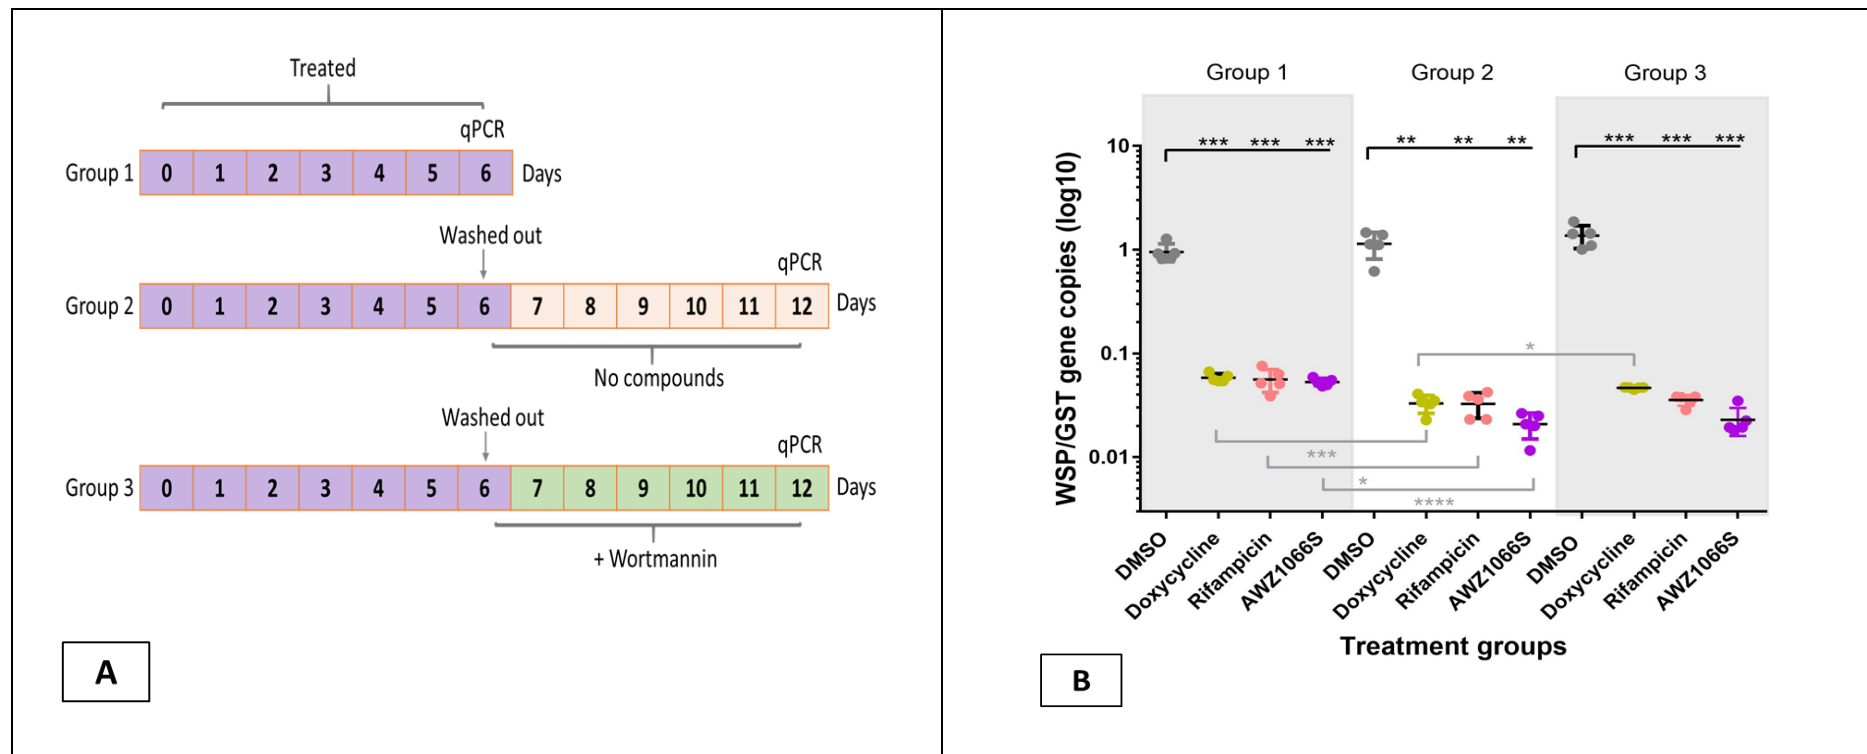 Treated
qPCR
Group 1 0 1 2 3 4 5 6 Days
Washed out
qPCR
Group 2 0 1 2 3 4 5 6 7 8 9 10 11 12 Days
No compounds
Washed out
qPCR
Group 3 0 1 2 3 4 5 6 7 8 9 10 11 12 Days
+ Wortmannin
A
Group 1 Group 2 Group 3
*** *** *** ** ** ** *** *** ***
WSP/GST gene copies (log10)
10
1
0.1
0.01
*
***
*
****
DMSO
Doxycycline
Rifampicin
AWZ1066S
DMSO
Doxycycline
Rifampicin
AWZ1066S
DMSO
Doxycycline
Rifampicin
AWZ1066S
Treatment groups
B